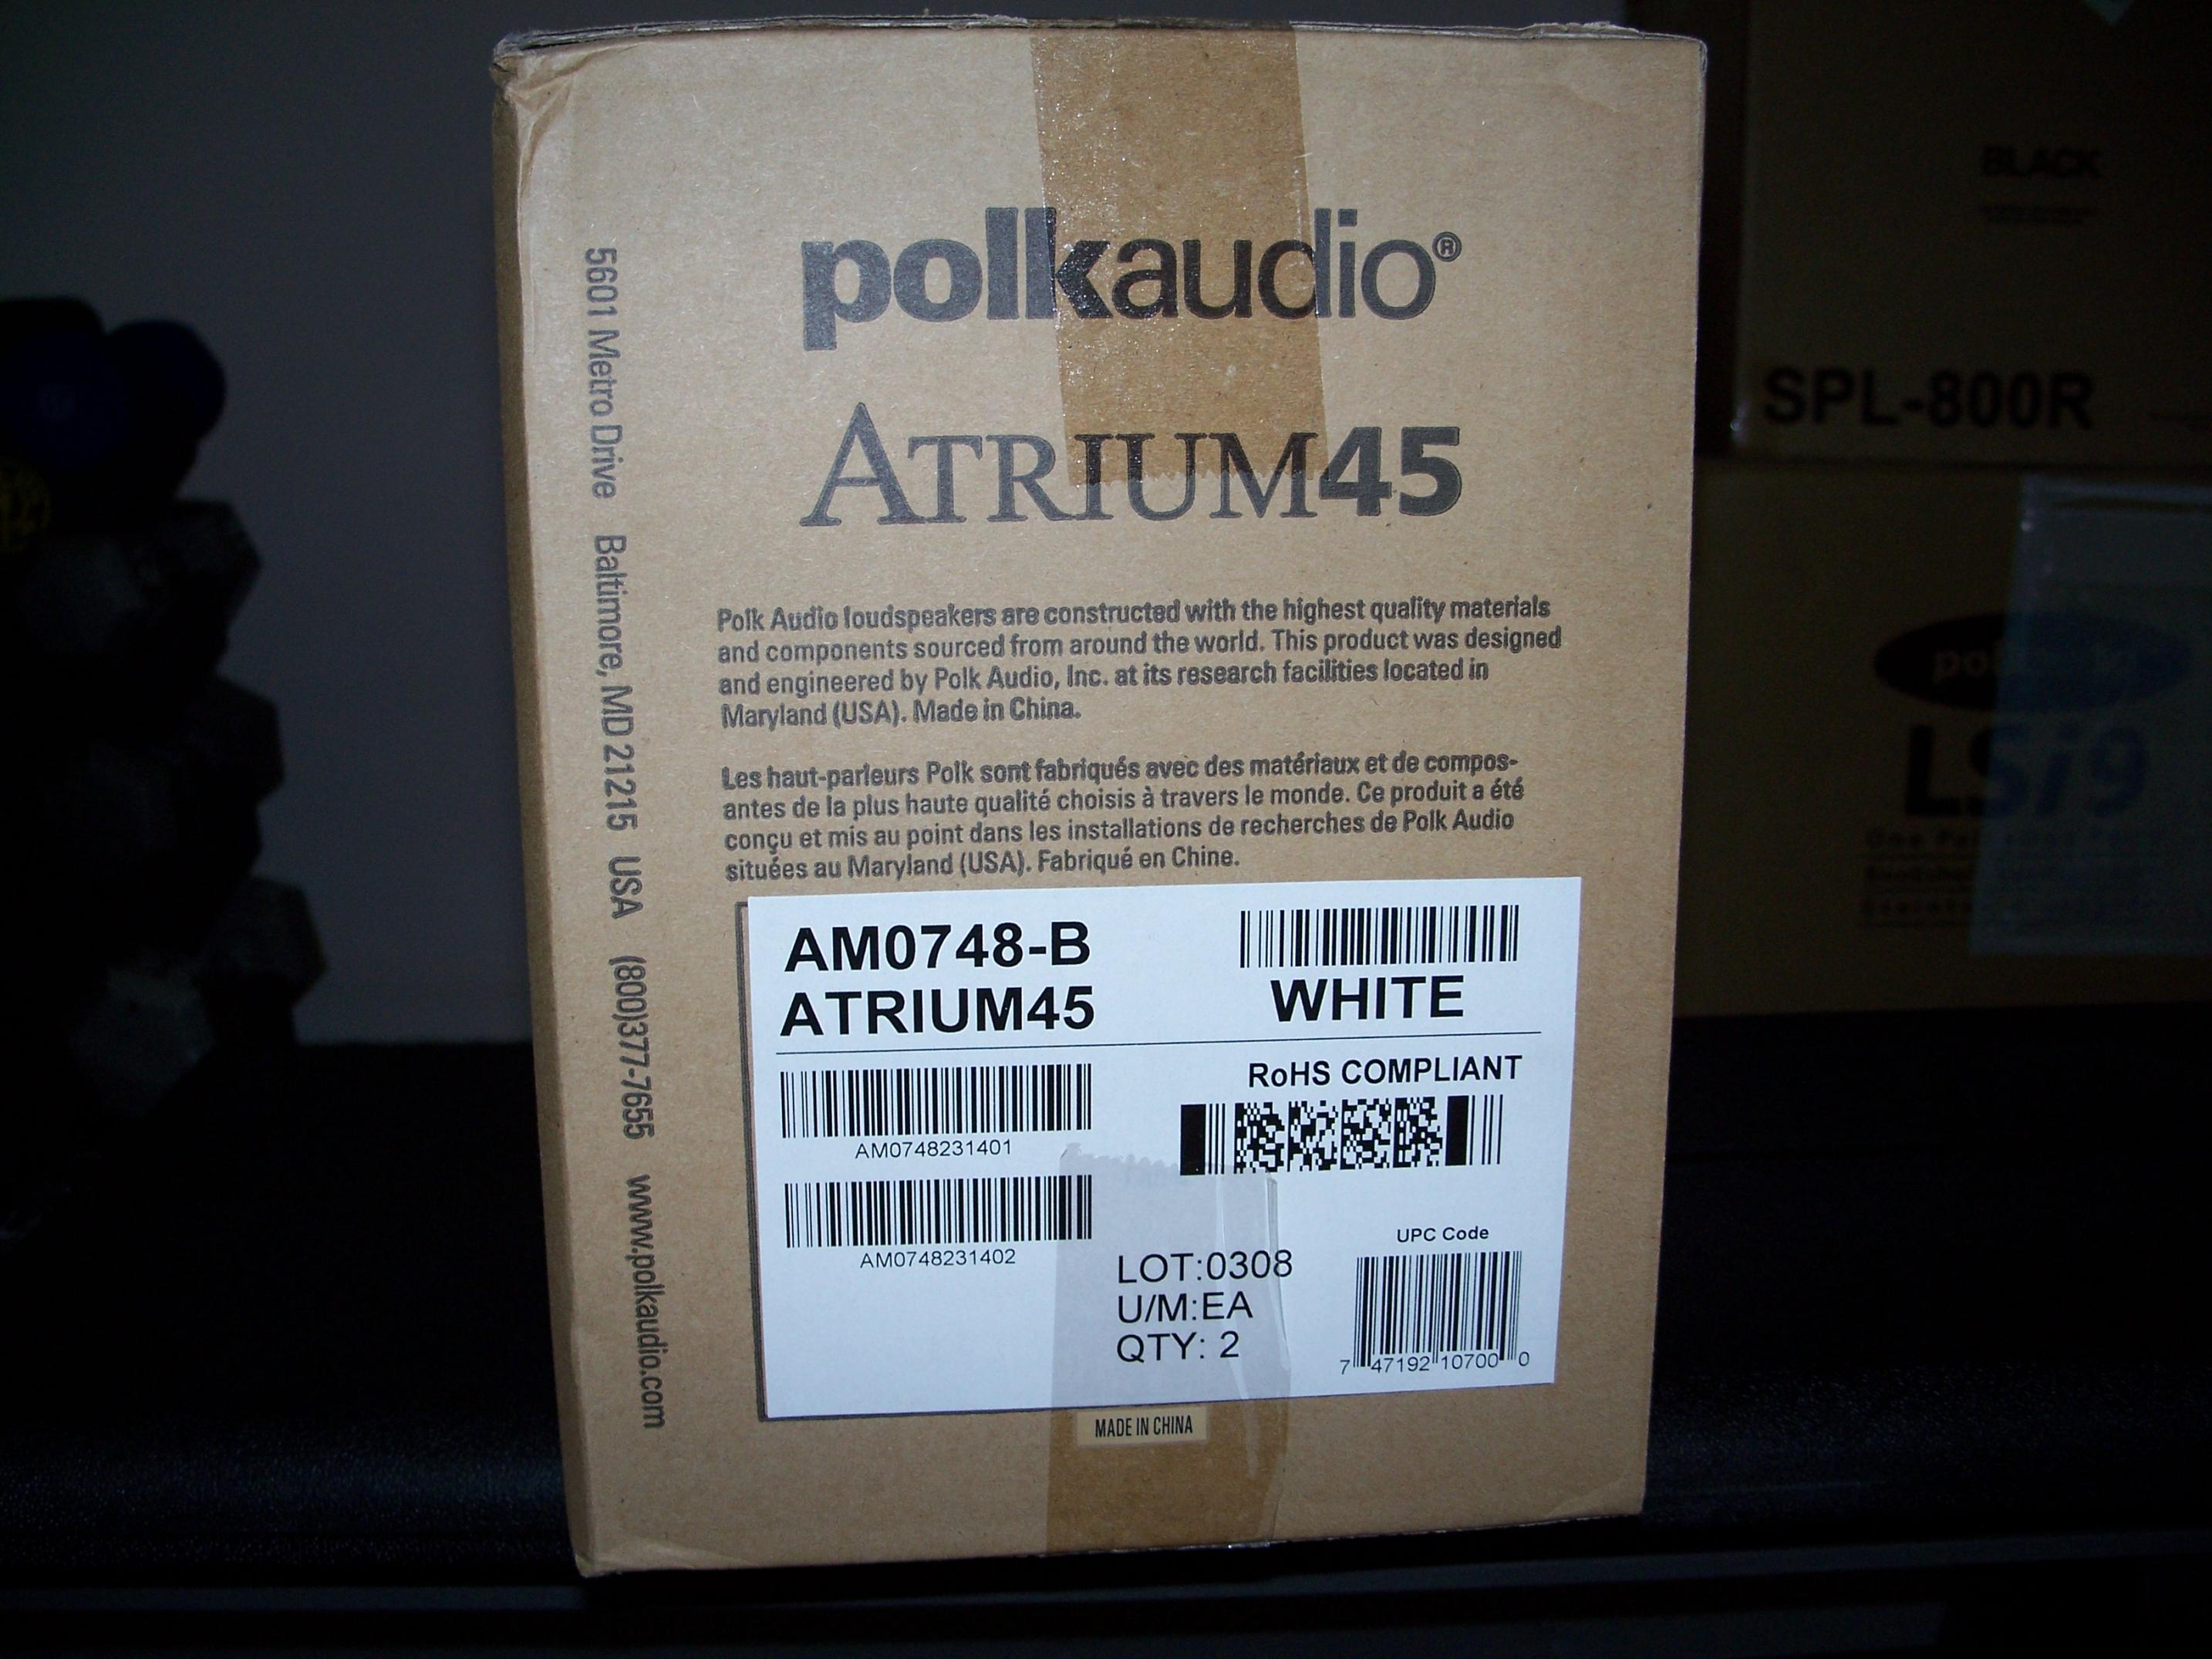 polkaudio®
ATRIUM45
5601 Metro Drive Baltimore, MD 21215 USA (800)377-7655 www.polkaudio.com
Polk Audio loudspeakers are constructed with the highest quality materials
and components sourced from around the world. This product was designed
and engineered by Polk Audio, Inc. at its research facilities located in
Maryland (USA). Made in China.
Les haut-parleurs Polk sont fabriqués avec des matériaux et de compos-
antes de la plus haute qualité choisis à travers le monde. Ce produit a été
conçu et mis au point dans les installations de recherches de Polk Audio
situées au Maryland (USA). Fabriqué en Chine.
AM0748-B
ATRIUM45
WHITE
RoHS COMPLIANT
AM0748231401
AM0748231402
LOT:0308
U/M:EA
QTY: 2
UPC Code
7 47192 10700 0
MADE IN CHINA
BLACK
SPL-800R
LSi9